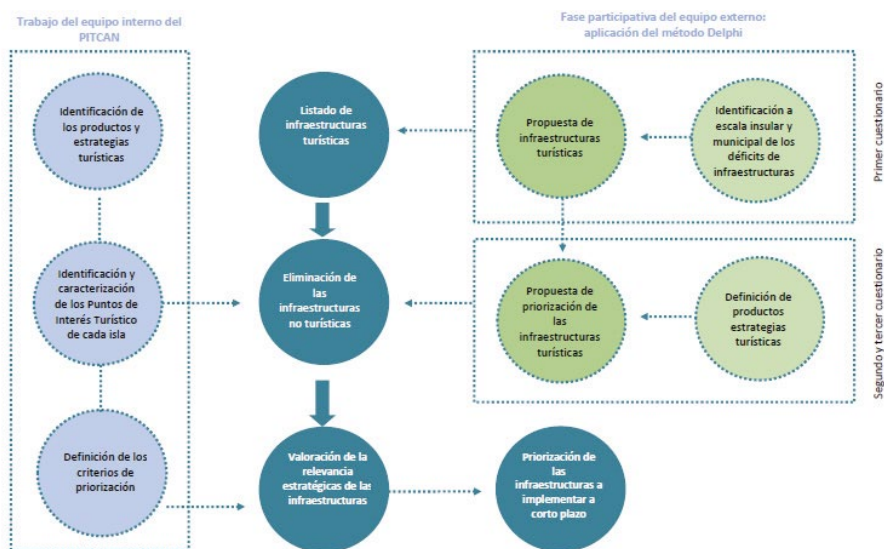 Trabajo del equipo interno del
PITCAN
Fase participativa del equipo externo:
aplicación del método Delphi
Identificación de
los productos y
estrategias
turísticas
Listado de
infraestructuras
turísticas
Propuesta de
infraestructuras
turísticas
Identificación a
escala insular y
municipal de los
déficits de
infraestructuras
Primer cuestionario
Identificación y
caracterización
de los Puntos de
Interés Turístico
de cada isla
Eliminación de
las
infraestructuras
no turísticas
Propuesta de
priorización de
las
infraestructuras
turísticas
Definición de
productos
estrategias
turísticas
Segundo y tercer cuestionario
Definición de los
criterios de
priorización
Valoración de la
relevancia
estratégicas de las
infraestructuras
Priorización de
las
infraestructuras a
implementar a
corto plazo